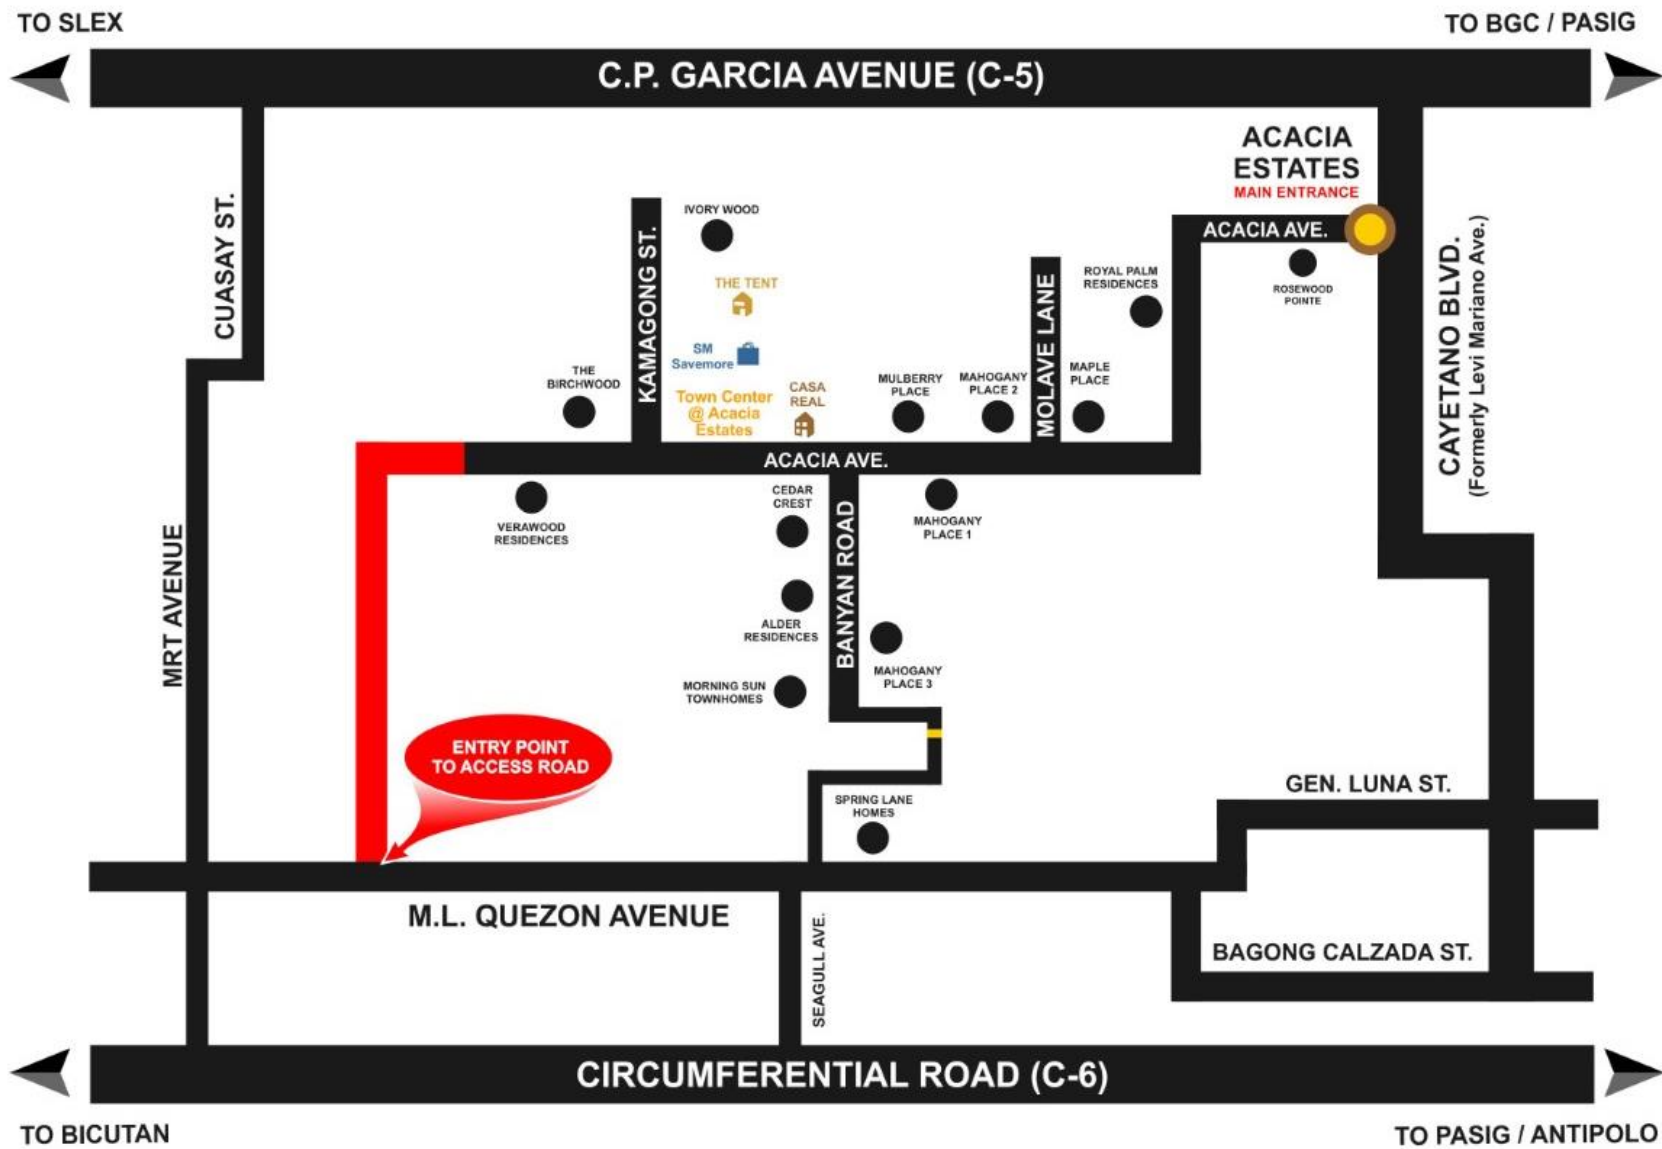 TO SLEX
TO BGC / PASIG
C.P. GARCIA AVENUE (C-5)
ACACIA
ESTATES
MAIN ENTRANCE
CUASAY ST.
KAMAGONG ST.
IVORY WOOD
THE TENT
SM
Savemore
Town Center
@ Acacia
Estates
CASA
REAL
THE
BIRCHWOOD
MULBERRY
PLACE
MAHOGANY
PLACE 2
MOLAVE LANE
ROYAL PALM
RESIDENCES
MAPLE
PLACE
ACACIA AVE.
ROSEWOOD
POINTE
CAYETANO BLVD.
(Formerly Levi Mariano Ave.)
ACACIA AVE.
VERAWOOD
RESIDENCES
CEDAR
CREST
MAHOGANY
PLACE 1
BANYAN ROAD
ALDER
RESIDENCES
MAHOGANY
PLACE 3
MORNING SUN
TOWNHOMES
MRT AVENUE
ENTRY POINT
TO ACCESS ROAD
SPRING LANE
HOMES
GEN. LUNA ST.
M.L. QUEZON AVENUE
SEAGULL AVE.
BAGONG CALZADA ST.
CIRCUMFERENTIAL ROAD (C-6)
TO BICUTAN
TO PASIG / ANTIPOLO